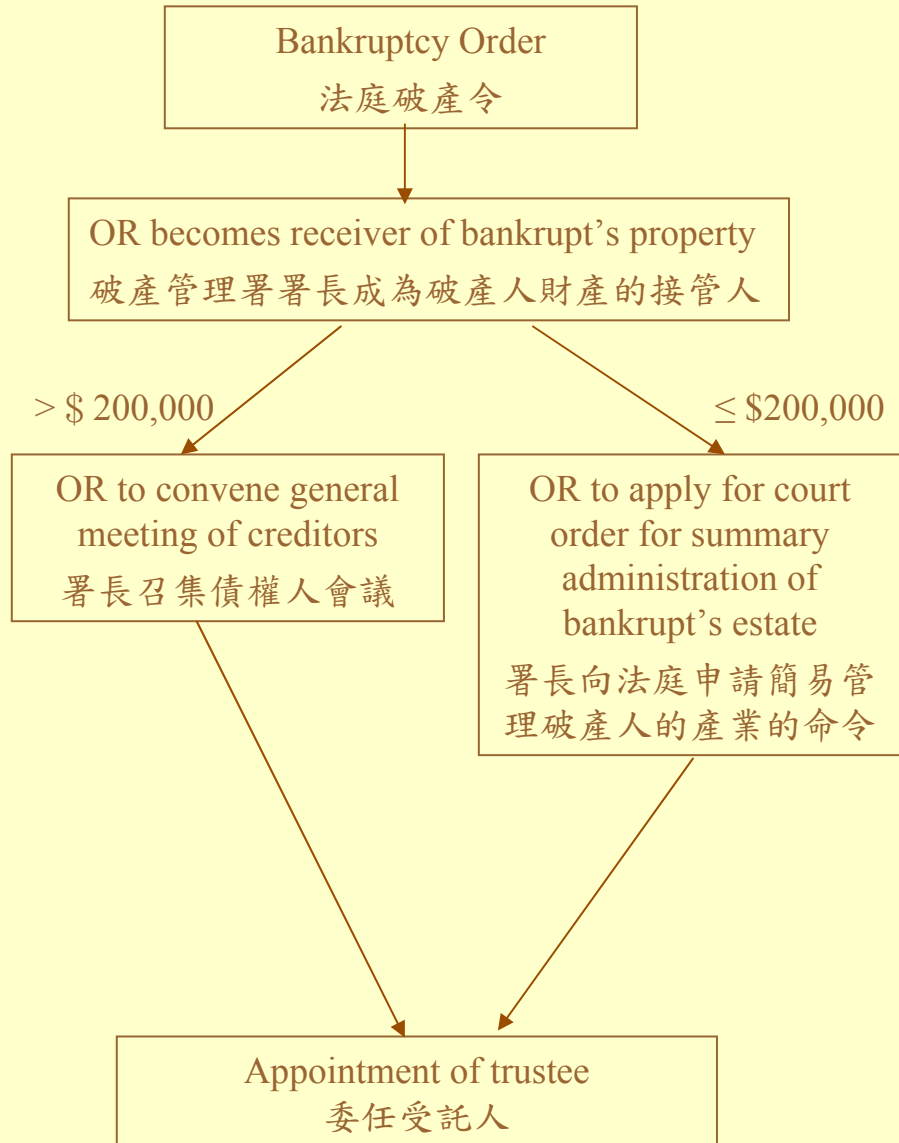 Bankruptcy Order
法庭破產令
OR becomes receiver of bankrupt’s property
破產管理署署長成為破產人財產的接管人
> $ 200,000
≤ $200,000
OR to convene general
meeting of creditors
署長召集債權人會議
OR to apply for court
order for summary
administration of
bankrupt’s estate
署長向法庭申請簡易管
理破產人的產業的命令
Appointment of trustee
委任受託人